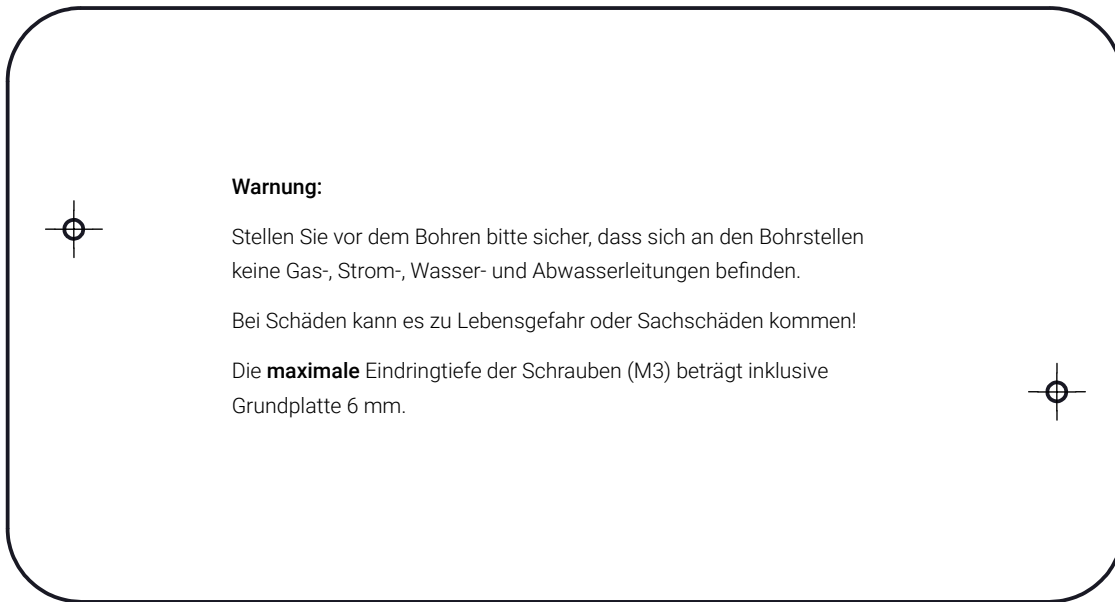 Warnung:
Stellen Sie vor dem Bohren bitte sicher, dass sich an den Bohrstellen
keine Gas-, Strom-, Wasser- und Abwasserleitungen befinden.
Bei Schäden kann es zu Lebensgefahr oder Sachschäden kommen!
Die maximale Eindringtiefe der Schrauben (M3) beträgt inklusive
Grundplatte 6 mm.